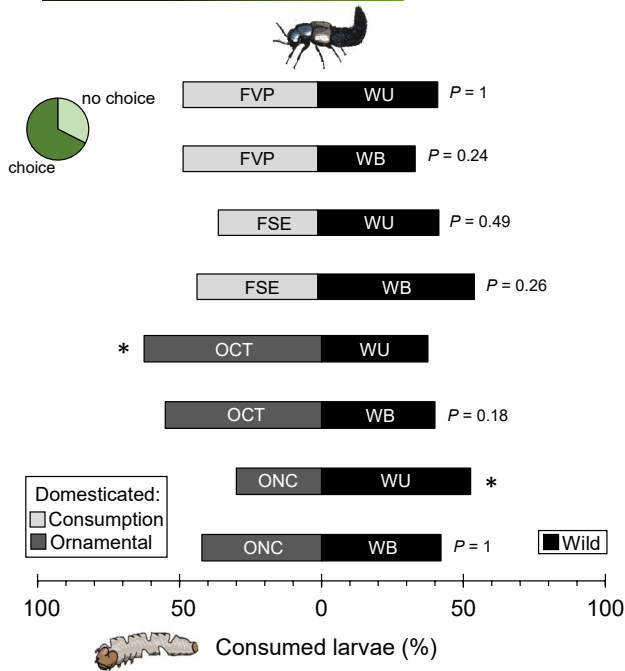 no choice
choice
FVP WU P = 1
FVP WB P = 0.24
FSE WU P = 0.49
FSE WB P = 0.26
* OCT WU
OCT WB P = 0.18
ONC WU *
ONC WB P = 1
Domesticated:
Consumption
Ornamental
Wild
100 50 0 50 100
Consumed larvae (%)